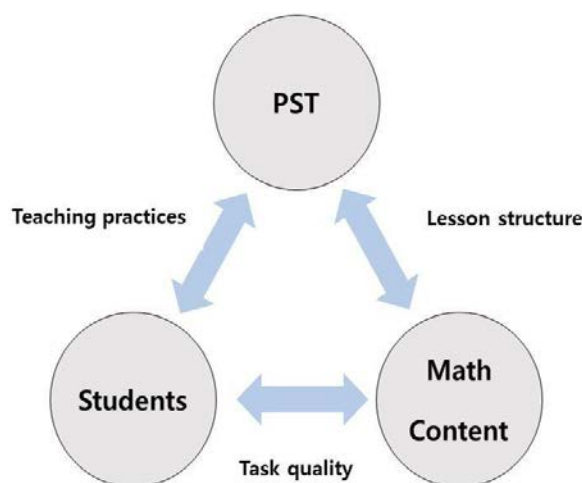 PST
Teaching practices
Lesson structure
Students
Math
Content
Task quality